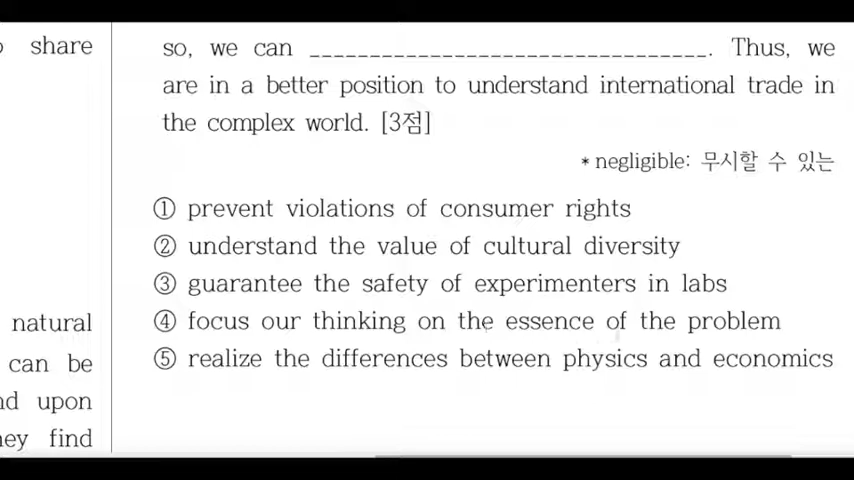 share
so, we can _________________________________. Thus, we
are in a better position to understand international trade in
the complex world. [3점]
* negligible: 무시할 수 있는
① prevent violations of consumer rights
② understand the value of cultural diversity
③ guarantee the safety of experimenters in labs
④ focus our thinking on the essence of the problem
⑤ realize the differences between physics and economics
natural
can be
upon
find